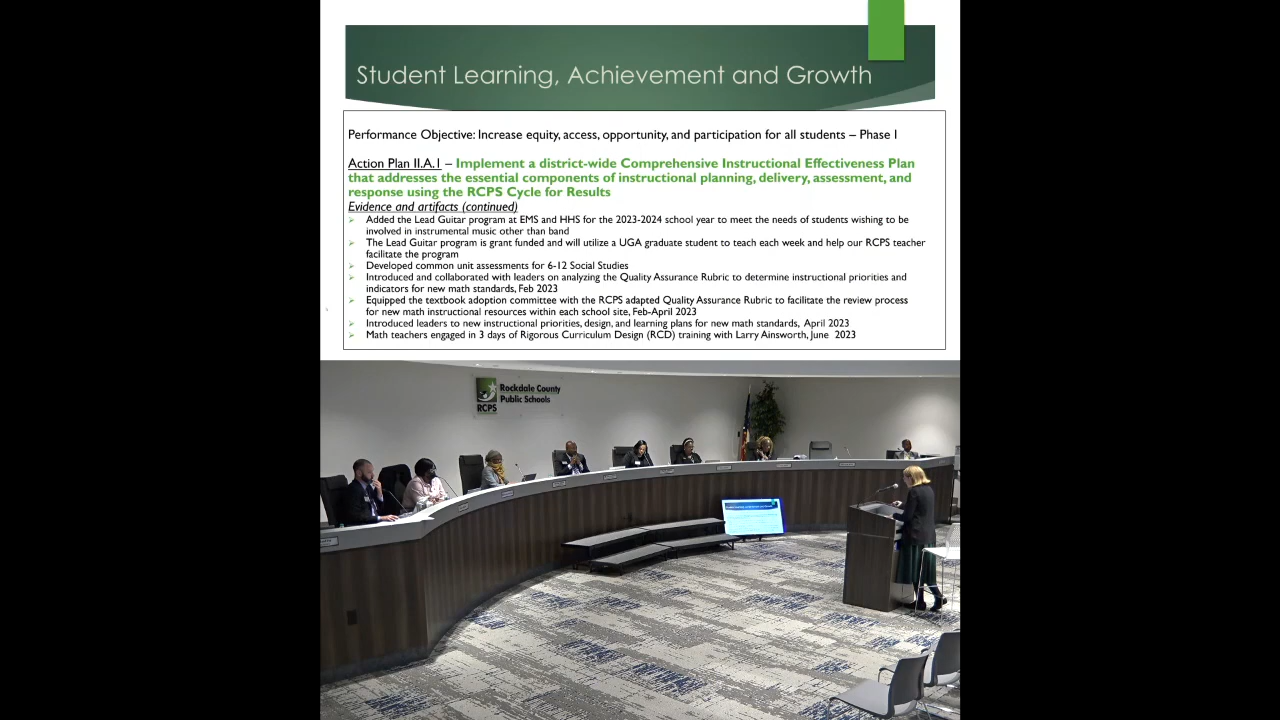 Student Learning, Achievement and Growth
Performance Objective: Increase equity, access, opportunity, and participation for all students – Phase I
Action Plan II.A.1 – Implement a district-wide Comprehensive Instructional Effectiveness Plan
that addresses the essential components of instructional planning, delivery, assessment, and
response using the RCPS Cycle for Results
Evidence and artifacts (continued)
Added the Lead Guitar program at EMS and HHS for the 2023-2024 school year to meet the needs of students wishing to be
involved in instrumental music other than band
The Lead Guitar program is grant funded and will utilize a UGA graduate student to teach each week and help our RCPS teacher
facilitate the program
Developed common unit assessments for 6-12 Social Studies
Introduced and collaborated with leaders on analyzing the Quality Assurance Rubric to determine instructional priorities and
indicators for new math standards, Feb 2023
Equipped the textbook adoption committee with the RCPS adapted Quality Assurance Rubric to facilitate the review process
for new math instructional resources within each school site, Feb-April 2023
Introduced leaders to new instructional priorities, design, and learning plans for new math standards, April 2023
Math teachers engaged in 3 days of Rigorous Curriculum Design (RCD) training with Larry Ainsworth, June 2023
Rockdale County
Public Schools
RCPS